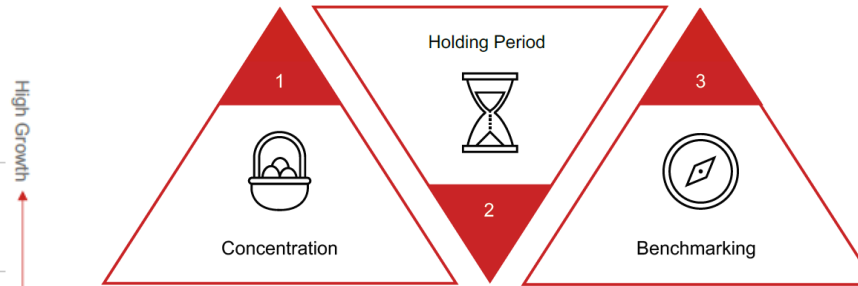 High Growth
1
Concentration
Holding Period
2
3
Benchmarking